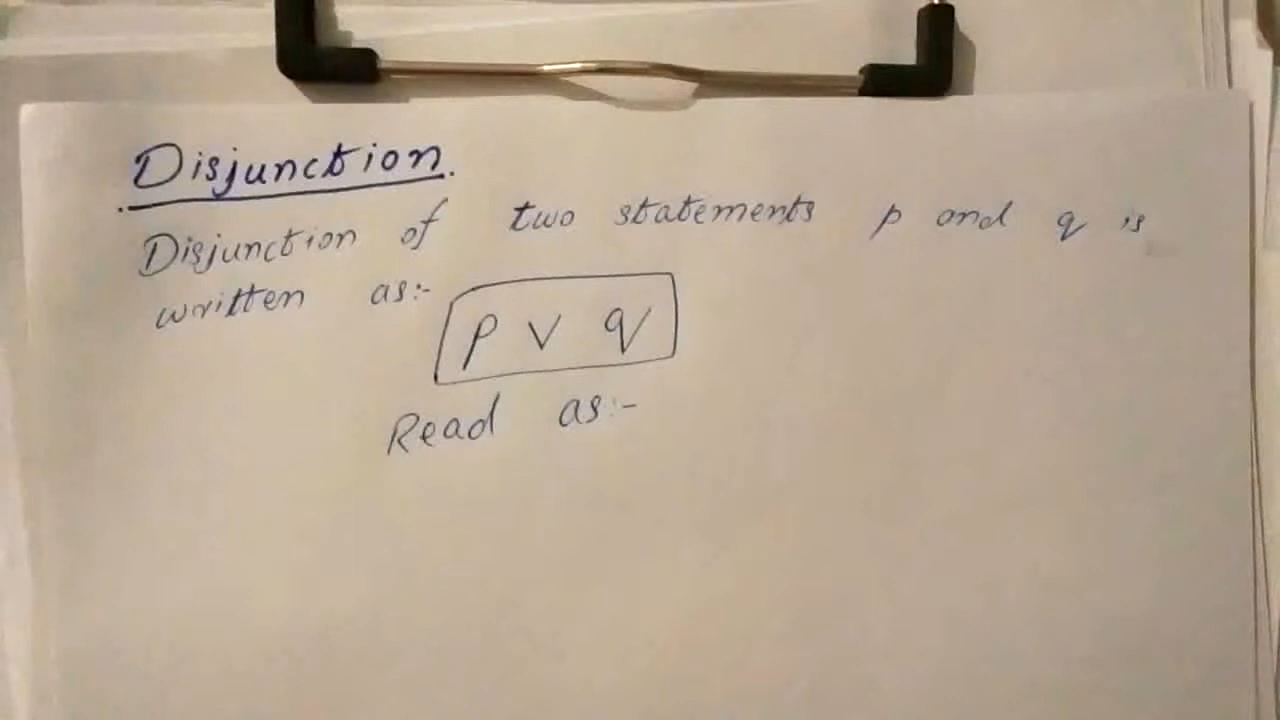 Disjunction.
Disjunction of two statements p and q is
written as:-
p ∨ q
Read as:-